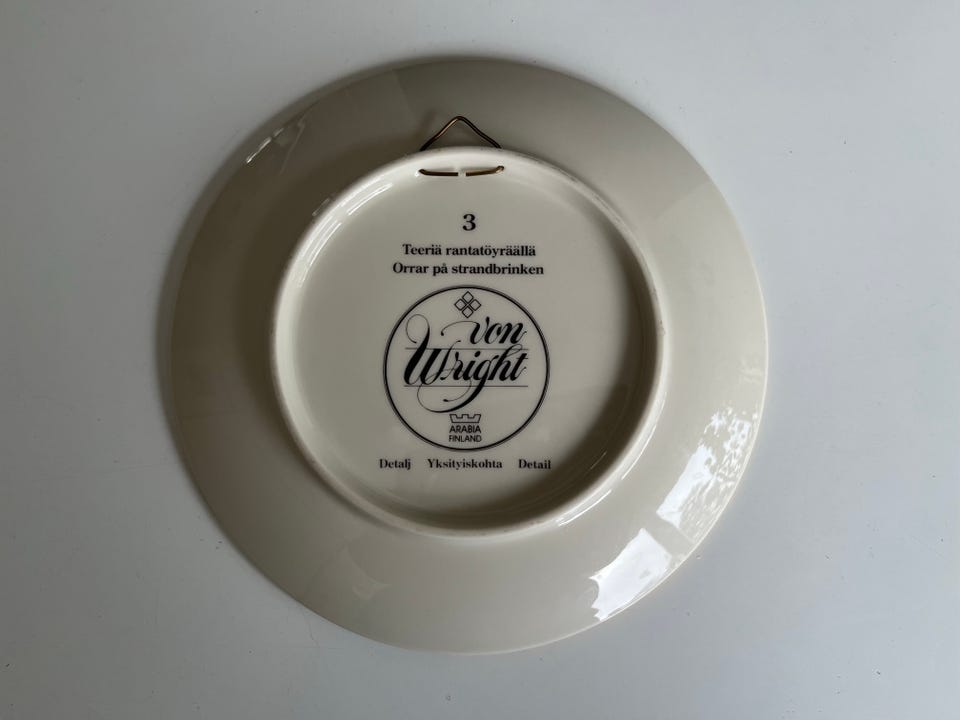 3
Teeriä rantatöyräällä
Orrar på strandbrinken
von
Wright
ARABIA
FINLAND
Detalj Yksityiskohta Detail